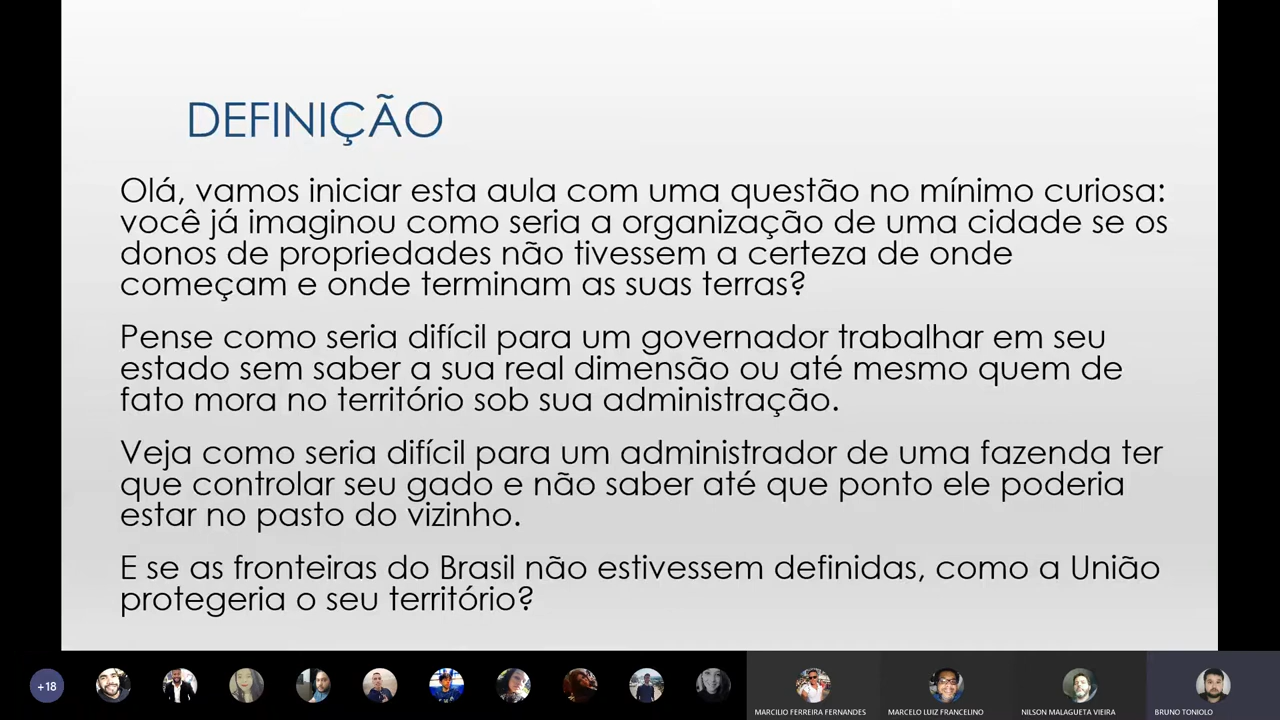 DEFINIÇÃO
Olá, vamos iniciar esta aula com uma questão no mínimo curiosa:
você já imaginou como seria a organização de uma cidade se os
donos de propriedades não tivessem a certeza de onde
começam e onde terminam as suas terras?
Pense como seria difícil para um governador trabalhar em seu
estado sem saber a sua real dimensão ou até mesmo quem de
fato mora no território sob sua administração.
Veja como seria difícil para um administrador de uma fazenda ter
que controlar seu gado e não saber até que ponto ele poderia
estar no pasto do vizinho.
E se as fronteiras do Brasil não estivessem definidas, como a União
protegeria o seu território?
+18
MARCILIO FERREIRA FERNANDES
MARCELO LUIZ FRANCELINO
NILSON MALAGUETA VIEIRA
BRUNO TONIOLO